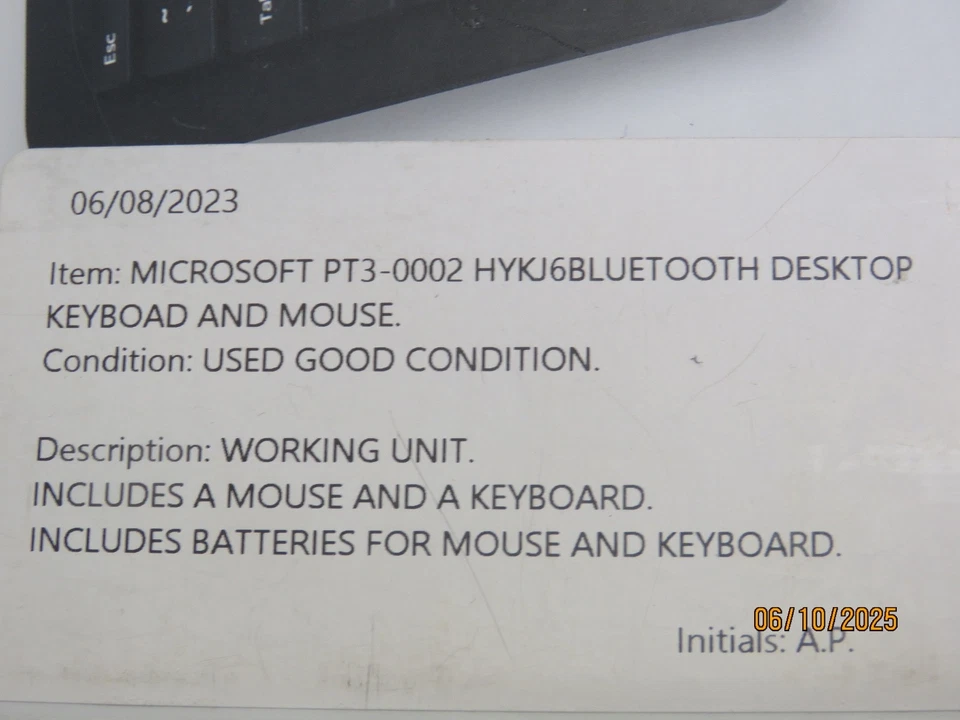 Esc
~
`
06/08/2023
Item: MICROSOFT PT3-0002 HYKJ6BLUETOOTH DESKTOP
KEYBOAD AND MOUSE.
Condition: USED GOOD CONDITION.
Description: WORKING UNIT.
INCLUDES A MOUSE AND A KEYBOARD.
INCLUDES BATTERIES FOR MOUSE AND KEYBOARD.
06/10/2025
Initials: A.P.